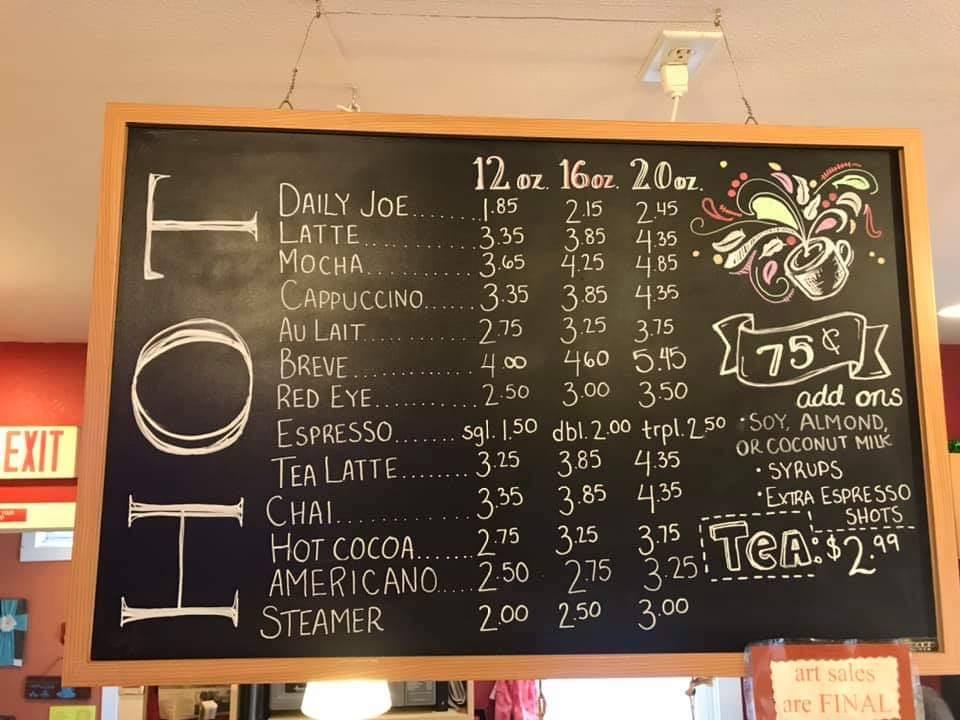 HOT
12 oz. 16 oz. 20 oz.
DAILY JOE....... 1.85 2.15 2.45
LATTE............ 3.35 3.85 4.35
MOCHA........... 3.65 4.25 4.85
CAPPUCCINO...... 3.35 3.85 4.35
AU LAIT.......... 2.75 3.25 3.75
BREVE........... 4.00 4.60 5.45
RED EYE.......... 2.50 3.00 3.50
ESPRESSO....... sgl. 1.50 dbl. 2.00 trpl. 2.50
TEA LATTE....... 3.25 3.85 4.35
CHAI............. 3.35 3.85 4.35
HOT COCOA....... 2.75 3.25 3.75
AMERICANO..... 2.50 2.75 3.25
STEAMER 2.00 2.50 3.00
75¢
add ons
• SOY, ALMOND,
OR COCONUT MILK
• SYRUPS
• EXTRA ESPRESSO
SHOTS
TeA: $2.99
EXIT
art sales
are FINAL